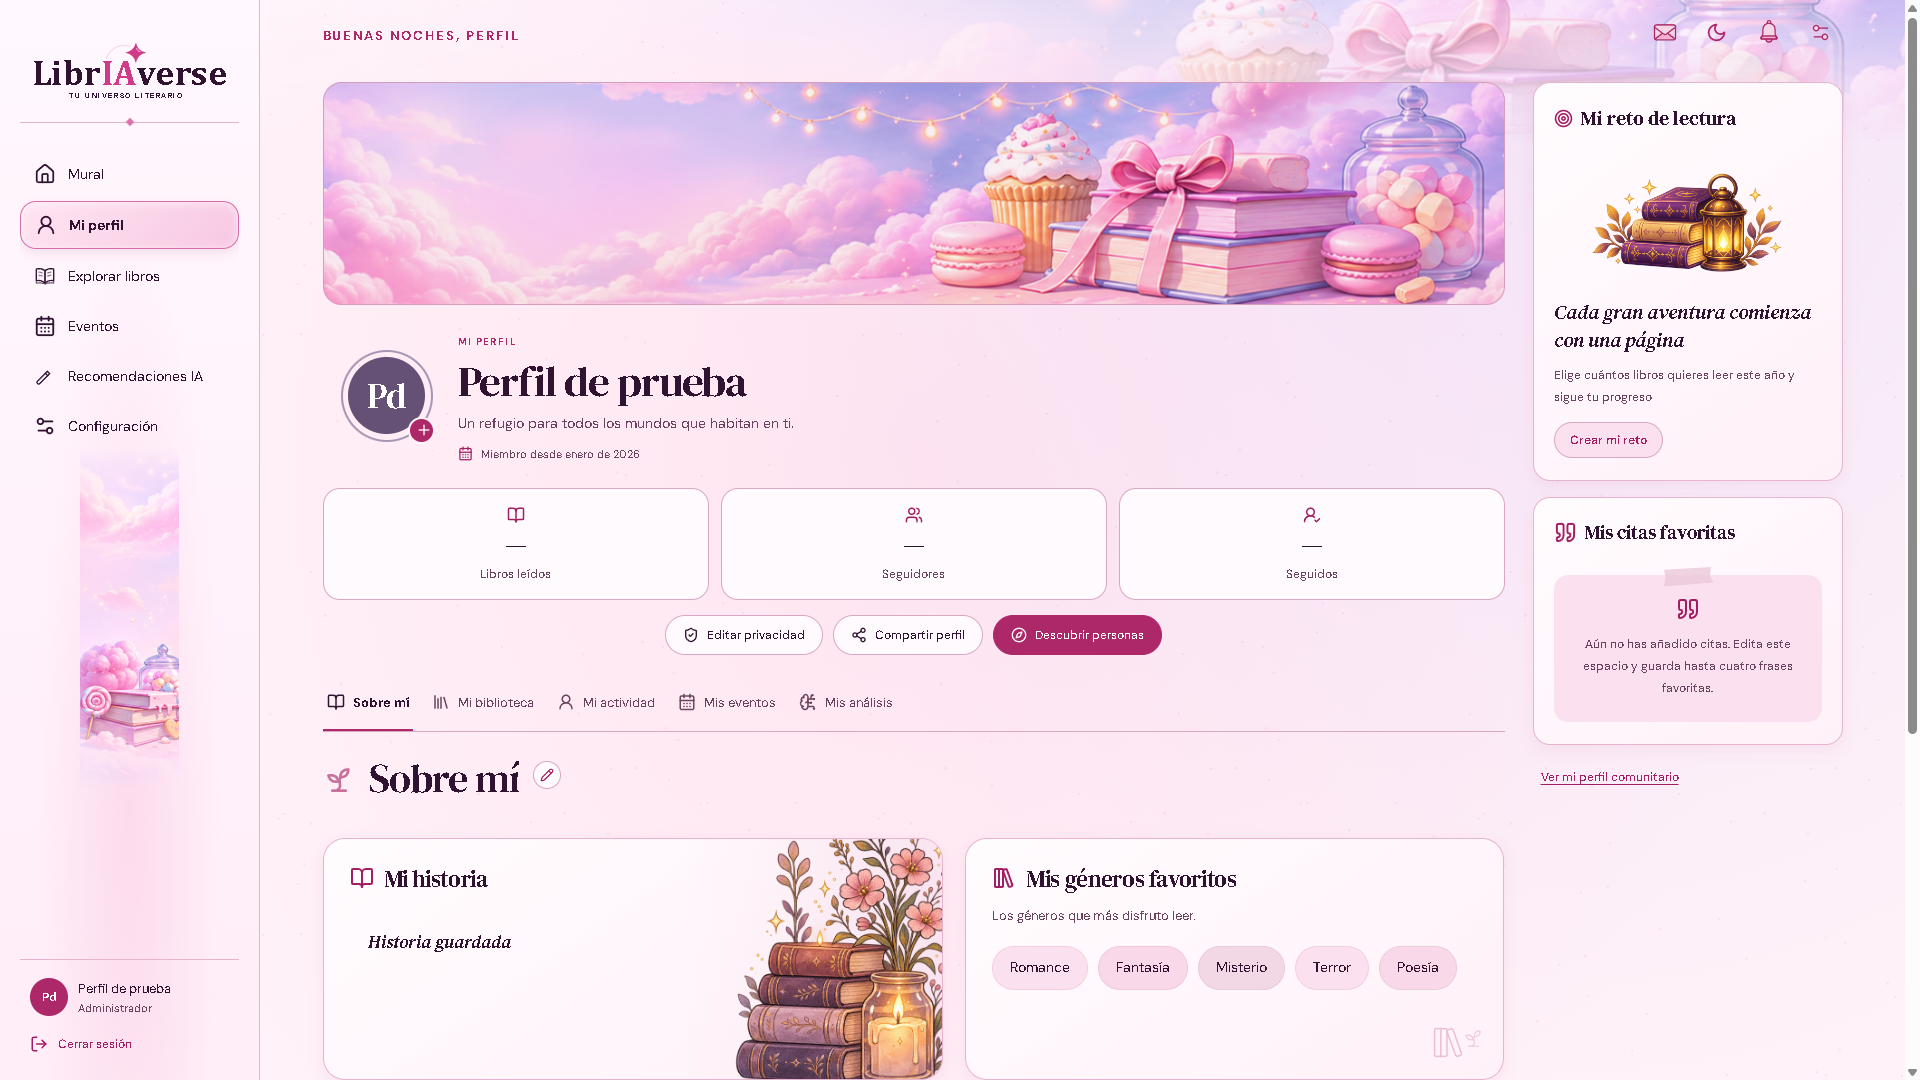 LibrIAverse
TU UNIVERSO LITERARIO
Mural
Mi perfil
Explorar libros
Eventos
Recomendaciones IA
Configuración
Pd
Perfil de prueba
Administrador
Cerrar sesión
BUENAS NOCHES, PERFIL
MI PERFIL
Pd
Perfil de prueba
Un refugio para todos los mundos que habitan en ti.
Miembro desde enero de 2026
—
Libros leídos
—
Seguidores
—
Seguidos
Editar privacidad
Compartir perfil
Descubrir personas
Sobre mí
Mi biblioteca
Mi actividad
Mis eventos
Mis análisis
Sobre mí
Mi historia
Historia guardada
Mis géneros favoritos
Los géneros que más disfruto leer.
Romance
Fantasía
Misterio
Terror
Poesía
Mi reto de lectura
Cada gran aventura comienza
con una página
Elige cuántos libros quieres leer este año y
sigue tu progreso
Crear mi reto
Mis citas favoritas
Aún no has añadido citas. Edita este
espacio y guarda hasta cuatro frases
favoritas.
Ver mi perfil comunitario